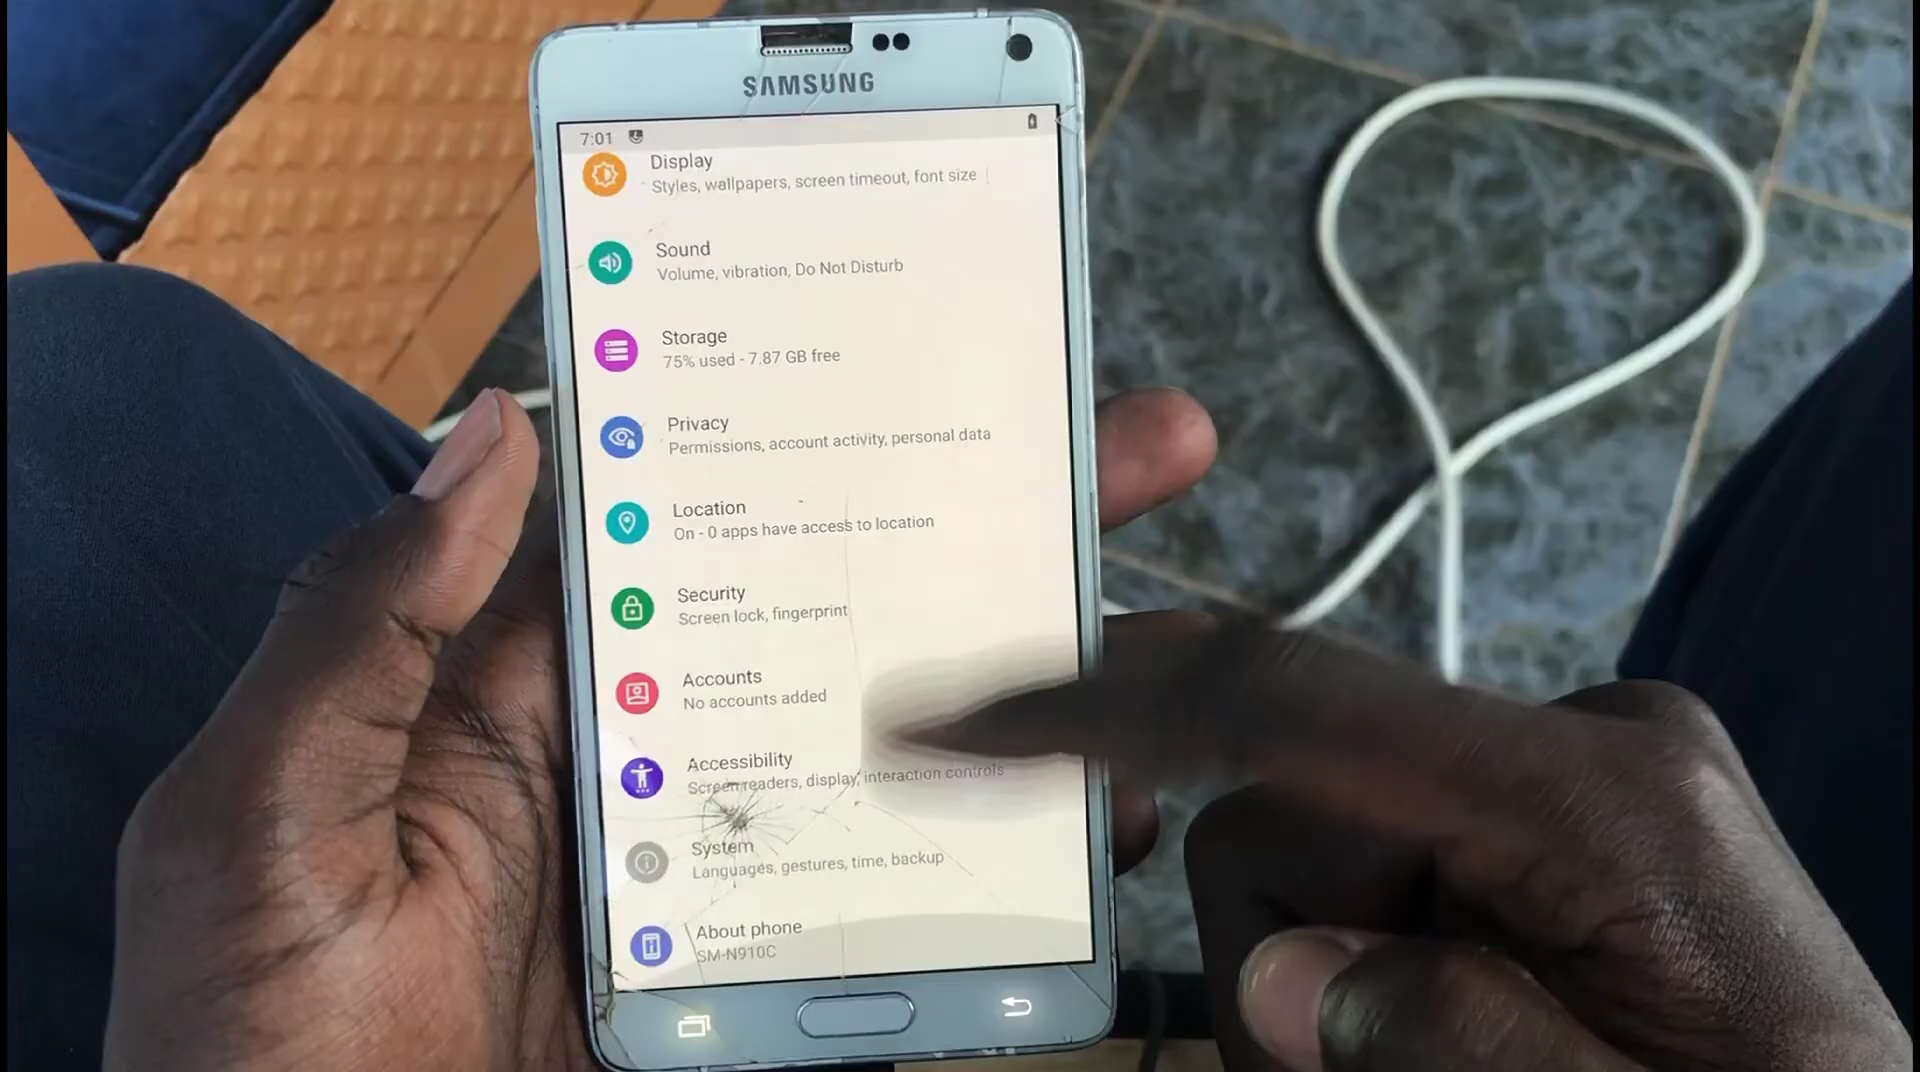 SAMSUNG
7:01
Display
Styles, wallpapers, screen timeout, font size
Sound
Volume, vibration, Do Not Disturb
Storage
75% used - 7.87 GB free
Privacy
Permissions, account activity, personal data
Location
On - 0 apps have access to location
Security
Screen lock, fingerprint
Accounts
No accounts added
Accessibility
Screen readers, display, interaction controls
System
Languages, gestures, time, backup
About phone
SM-N910C